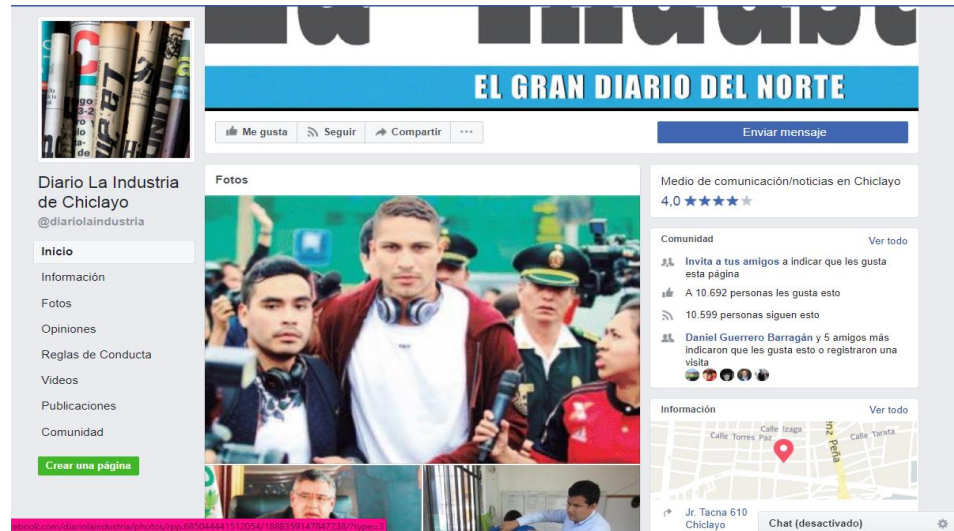 EL GRAN DIARIO DEL NORTE
Me gusta
Seguir
Compartir
Enviar mensaje
Diario La Industria
de Chiclayo
@diariolaindustria
Inicio
Información
Fotos
Opiniones
Reglas de Conducta
Videos
Publicaciones
Comunidad
Crear una página
Fotos
Medio de comunicación/noticias en Chiclayo
4,0 ★★★★★
Comunidad
Ver todo
Invita a tus amigos a indicar que les gusta
esta página
A 10.692 personas les gusta esto
10.599 personas siguen esto
Daniel Guerrero Barragán y 5 amigos más
indicaron que les gusta esto o registraron una
visita
Información
Ver todo
Calle Izaga
Calle Torres Paz
Calle Tarata
Peña
Jr. Tacna 610
Chiclayo
Chat (desactivado)